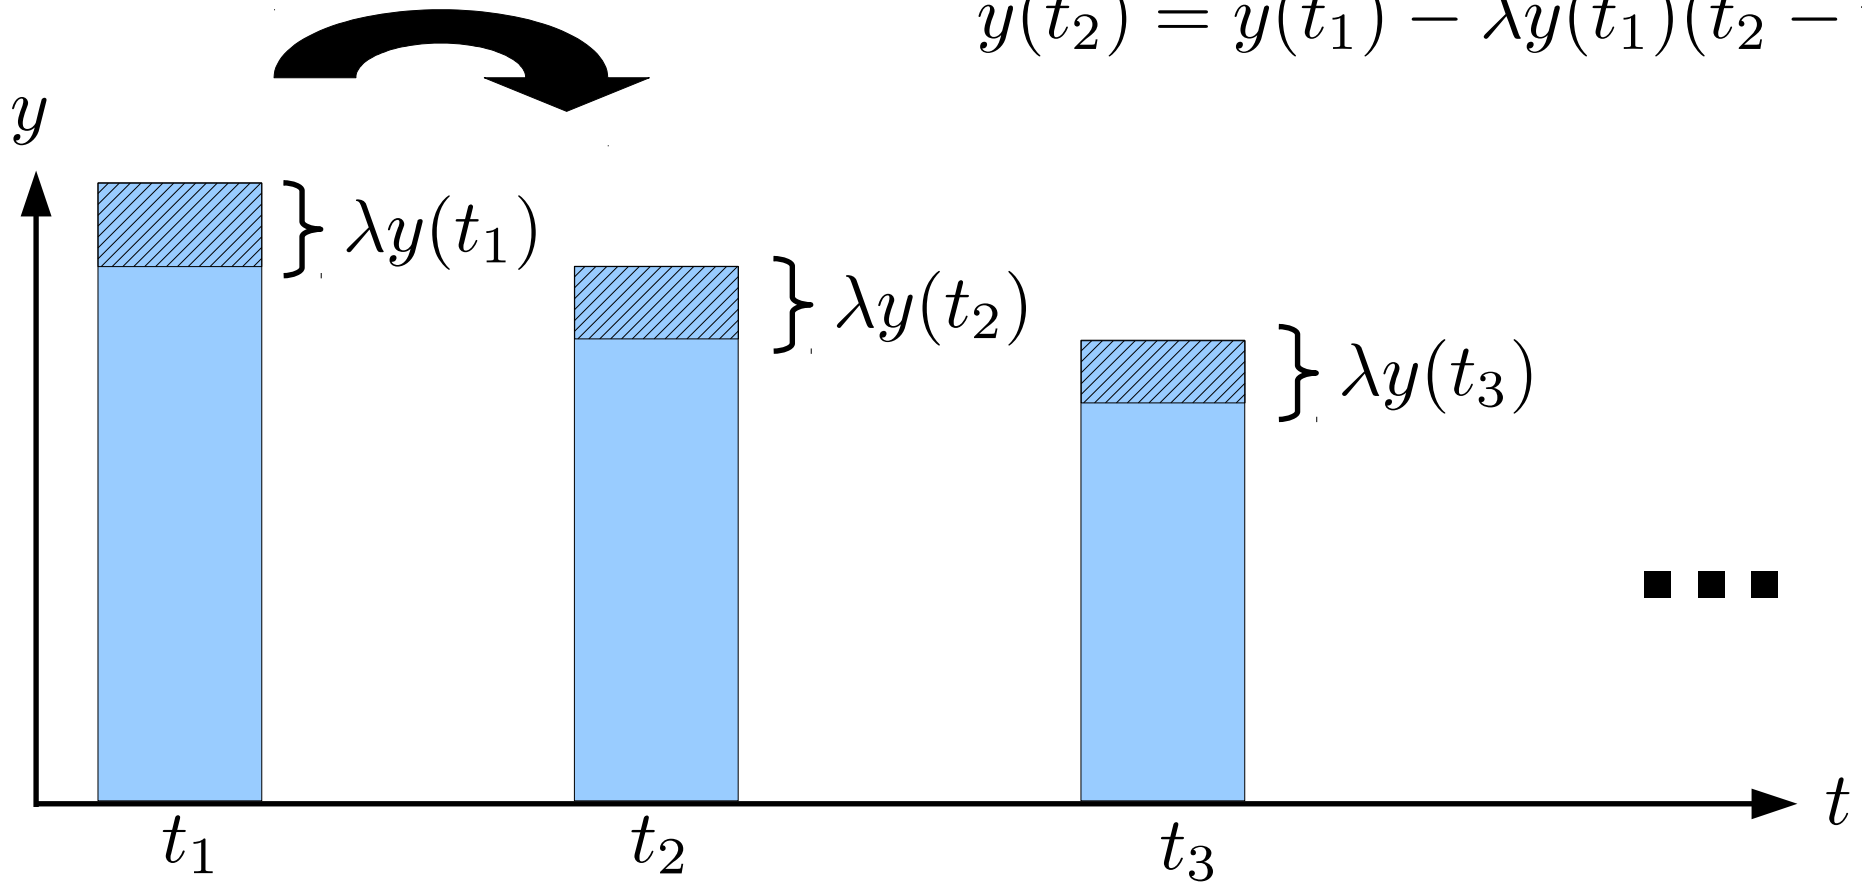 y(t₂) = y(t₁) − λy(t₁)(t₂ −
y
λy(t₁)
λy(t₂)
λy(t₃)
t
t₁
t₂
t₃